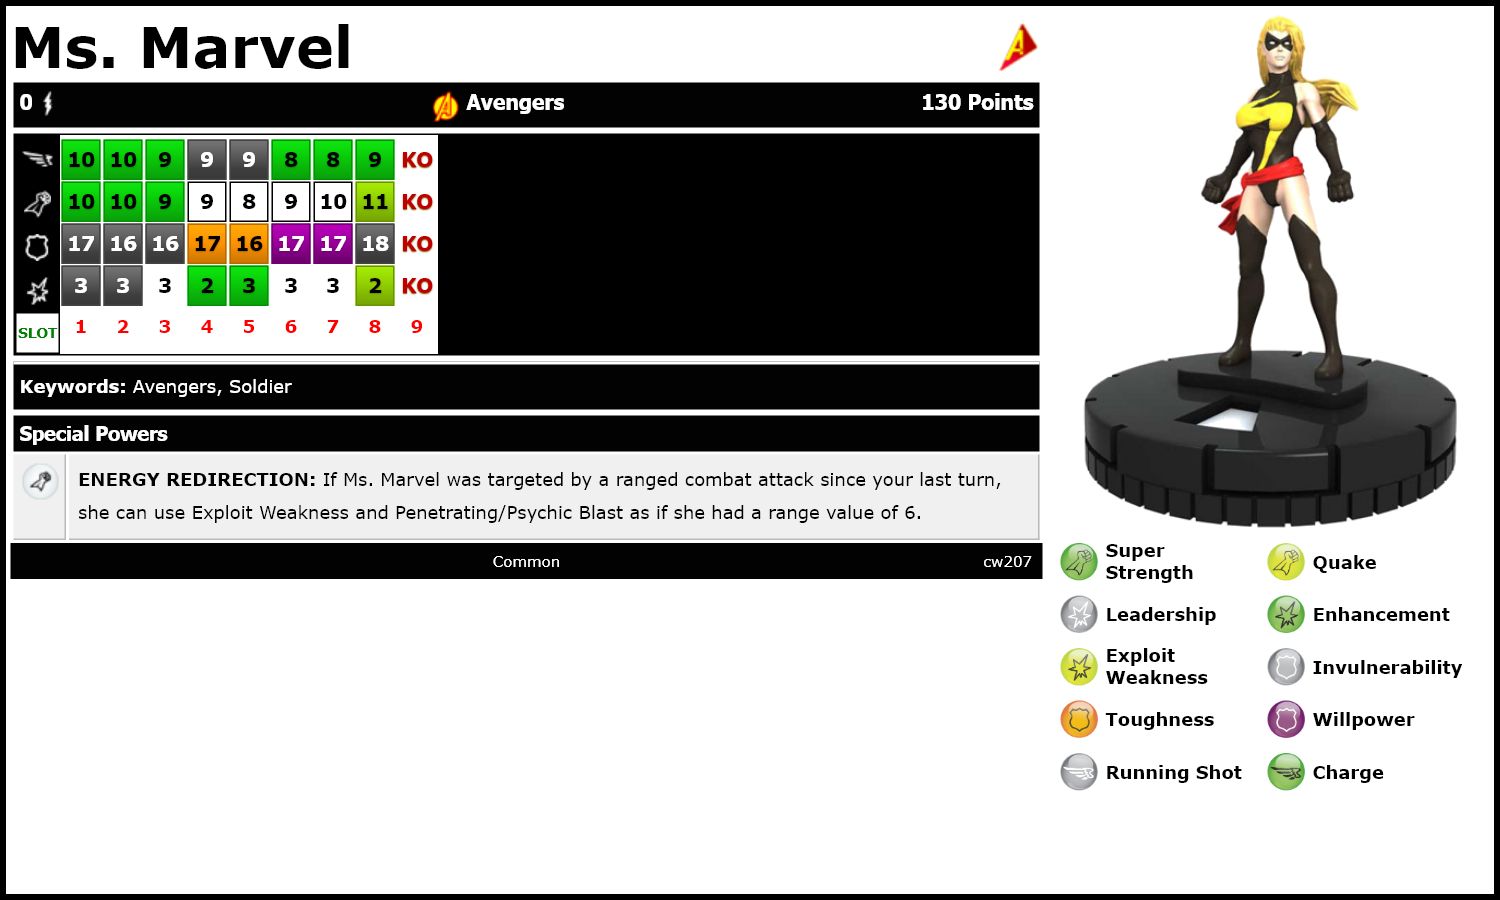 Ms. Marvel
0 Avengers 130 Points
10 10 9 9 9 8 8 9 KO
10 10 9 9 8 9 10 11 KO
17 16 16 17 16 17 17 18 KO
3 3 3 2 3 3 3 2 KO
SLOT 1 2 3 4 5 6 7 8 9
Keywords: Avengers, Soldier
Special Powers
ENERGY REDIRECTION: If Ms. Marvel was targeted by a ranged combat attack since your last turn,
she can use Exploit Weakness and Penetrating/Psychic Blast as if she had a range value of 6.
Common cw207
Super
Strength
Quake
Leadership
Enhancement
Exploit
Weakness
Invulnerability
Toughness
Willpower
Running Shot
Charge